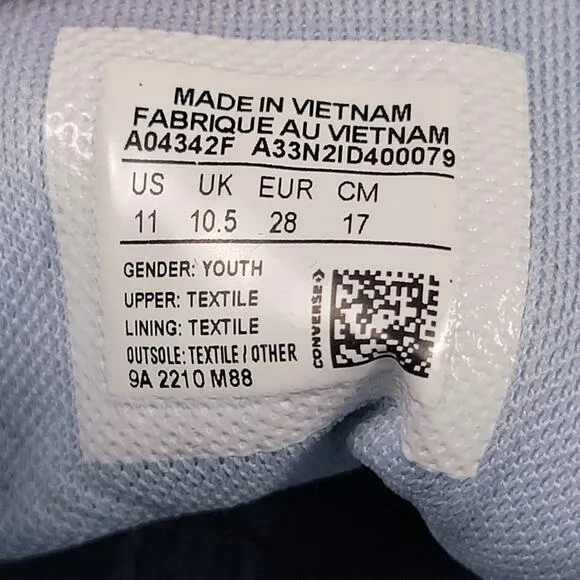 MADE IN VIETNAM
FABRIQUE AU VIETNAM
A04342F A33N2ID400079
US UK EUR CM
11 10.5 28 17
GENDER: YOUTH
UPPER: TEXTILE
LINING: TEXTILE
OUTSOLE: TEXTILE / OTHER
9A 2210 M88
CONVERSE